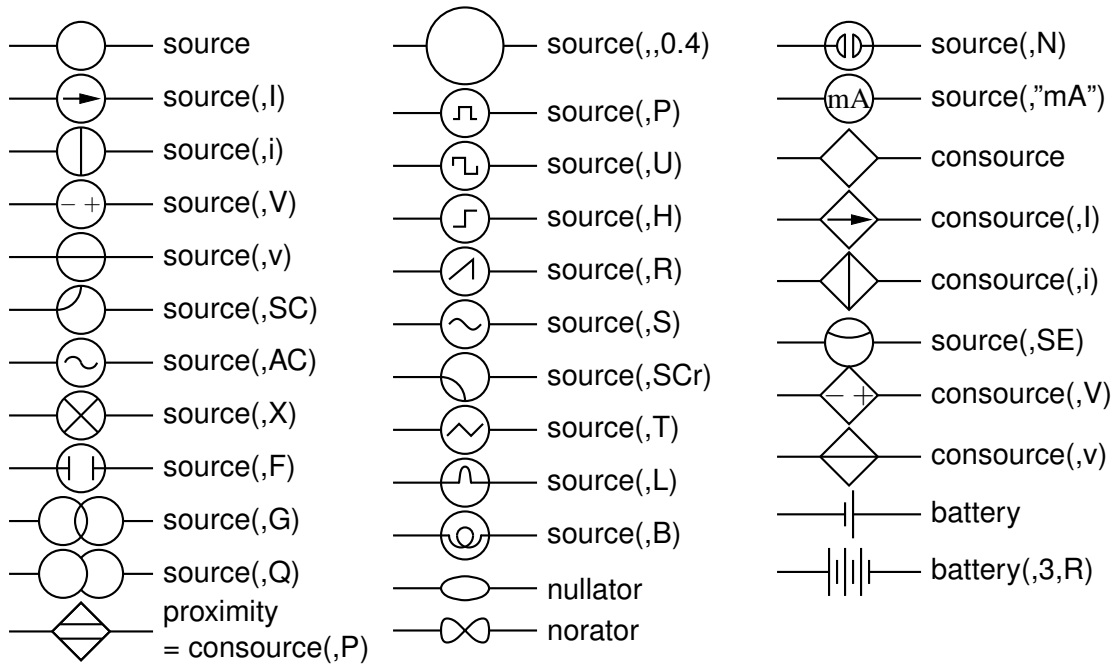 source
source(,I)
source(,i)
− +
source(,V)
source(,v)
source(,SC)
source(,AC)
source(,X)
source(,F)
source(,G)
source(,Q)
proximity
= consource(,P)
source(,,0.4)
source(,P)
source(,U)
source(,H)
source(,R)
source(,S)
source(,SCr)
source(,T)
source(,L)
source(,B)
nullator
norator
source(,N)
mA
source(,”mA”)
consource
consource(,I)
consource(,i)
source(,SE)
− +
consource(,V)
consource(,v)
battery
battery(,3,R)